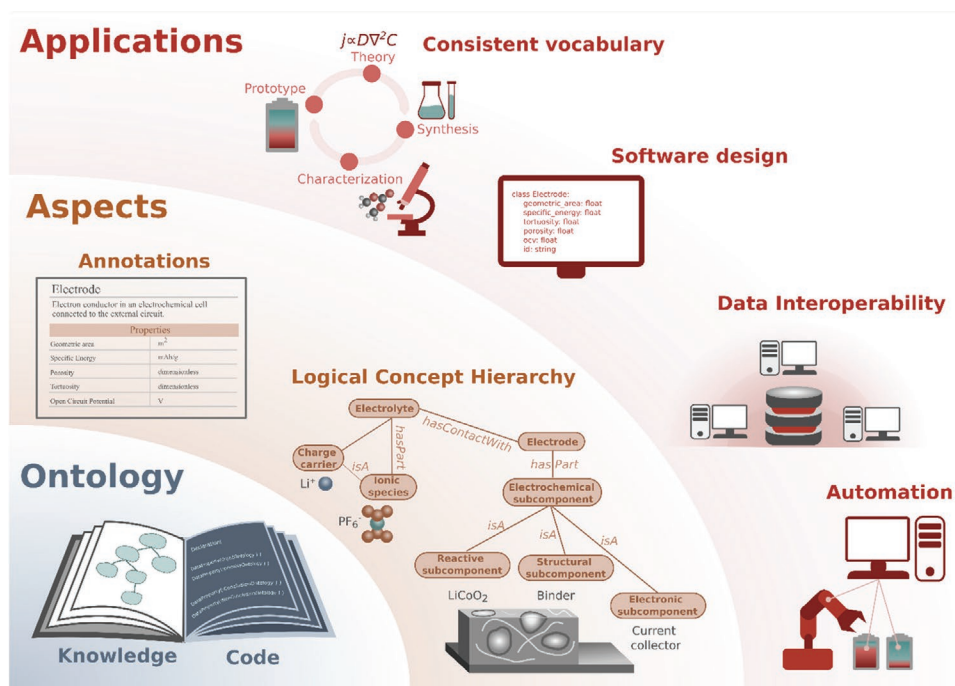 Applications
j∝D∇²C
Theory
Consistent vocabulary
Prototype
Synthesis
Characterization
Software design
class Electrode:
geometric_area: float
specific_energy: float
tortuosity: float
porosity: float
ocv: float
id: string
Aspects
Annotations
Electrode
Electron conductor in an electrochemical cell
connected to the external circuit.
Properties
Geometric area m²
Specific Energy mAh/g
Porosity dimensionless
Tortuosity dimensionless
Open Circuit Potential V
Data Interoperability
Logical Concept Hierarchy
Electrolyte
hasContactWith
Electrode
hasPart
Charge
carrier
isA
Ionic
species
Li⁺
PF₆⁻
has Part
Electrochemical
subcomponent
isA
isA
isA
Reactive
subcomponent
Structural
subcomponent
Electronic
subcomponent
LiCoO₂
Binder
Current
collector
Automation
Ontology
Knowledge
Code